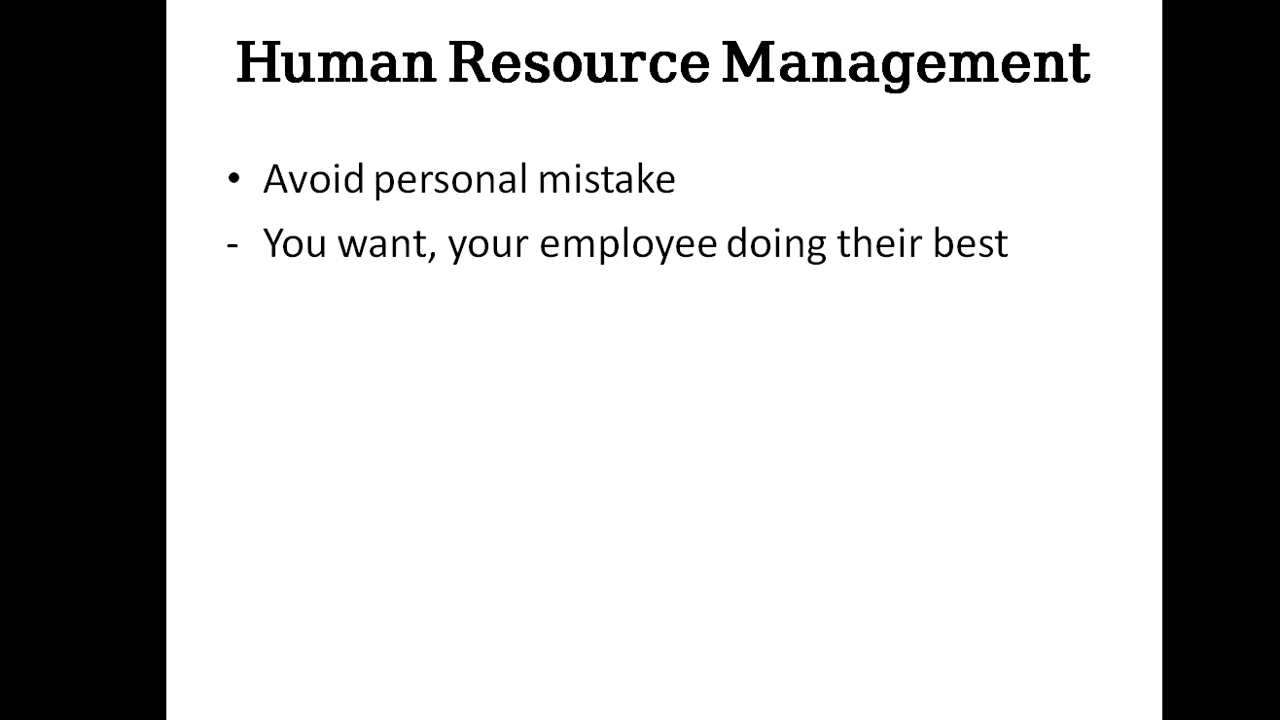 Human Resource Management
• Avoid personal mistake
- You want, your employee doing their best